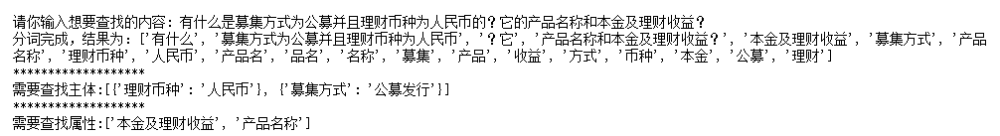 请你输入想要查找的内容：有什么是募集方式为公募并且理财币种为人民币的？它的产品名称和本金及理财收益？
分词完成，结果为：['有什么', '募集方式为公募并且理财币种为人民币', '？它', '产品名称和本金及理财收益？', '本金及理财收益', '募集方式', '产品
名称', '理财币种', '人民币', '产品名', '品名', '名称', '募集', '产品', '收益', '方式', '币种', '本金', '公募', '理财']
*******************
需要查找主体:[{'理财币种': '人民币'}, {'募集方式': '公募发行'}]
*******************
需要查找属性:['本金及理财收益', '产品名称']